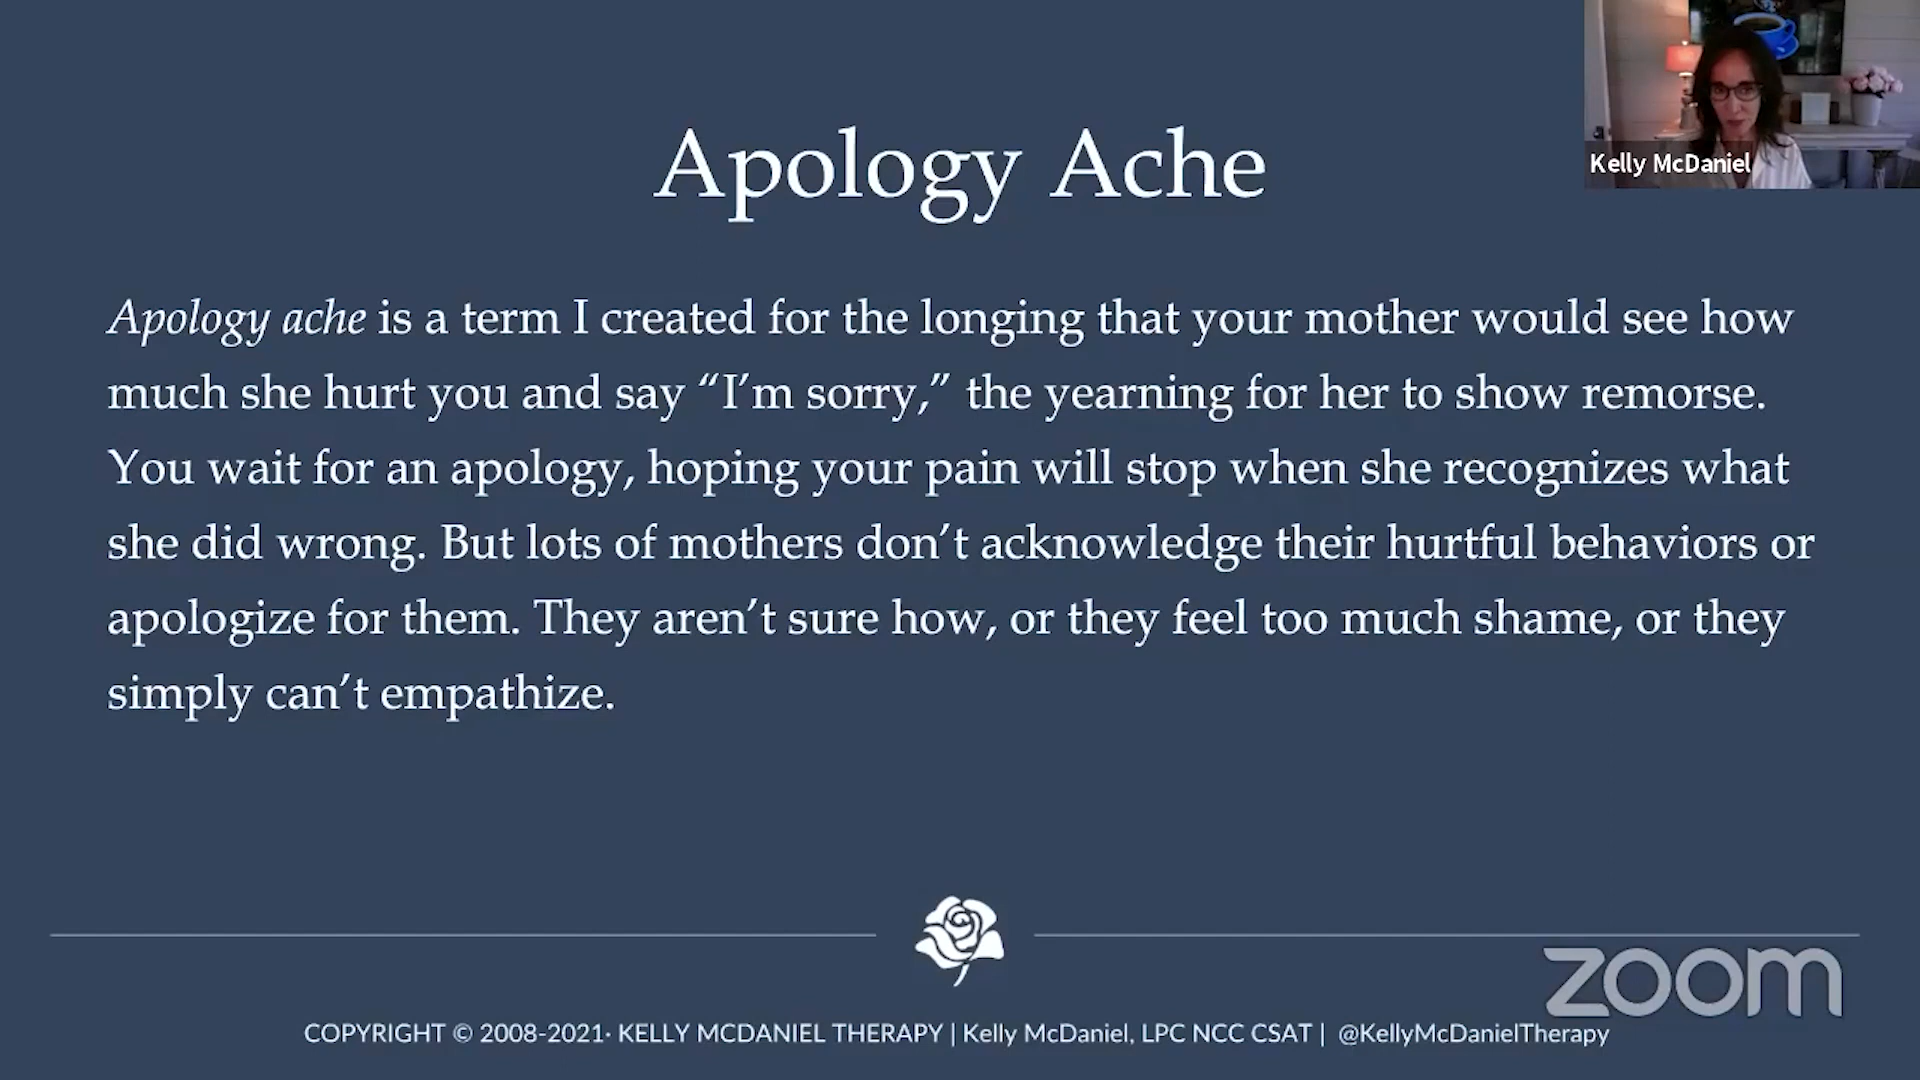 Kelly McDaniel
Apology Ache
Apology ache is a term I created for the longing that your mother would see how
much she hurt you and say “I’m sorry,” the yearning for her to show remorse.
You wait for an apology, hoping your pain will stop when she recognizes what
she did wrong. But lots of mothers don’t acknowledge their hurtful behaviors or
apologize for them. They aren’t sure how, or they feel too much shame, or they
simply can’t empathize.
zoom
COPYRIGHT © 2008-2021· KELLY MCDANIEL THERAPY | Kelly McDaniel, LPC NCC CSAT | @KellyMcDanielTherapy